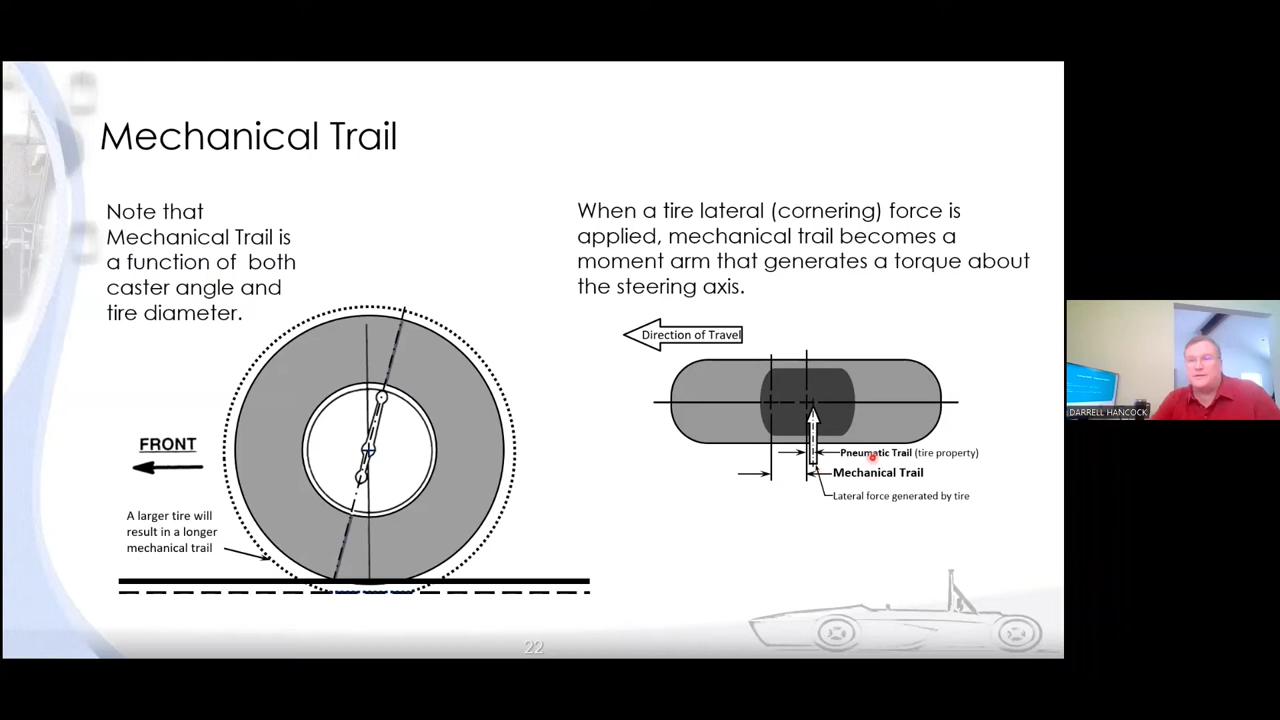 Mechanical Trail
Note that
Mechanical Trail is
a function of both
caster angle and
tire diameter.
When a tire lateral (cornering) force is
applied, mechanical trail becomes a
moment arm that generates a torque about
the steering axis.
Direction of Travel
FRONT
A larger tire will
result in a longer
mechanical trail
Pneumatic Trail (tire property)
Mechanical Trail
Lateral force generated by tire
DARRELL HANCOCK
22